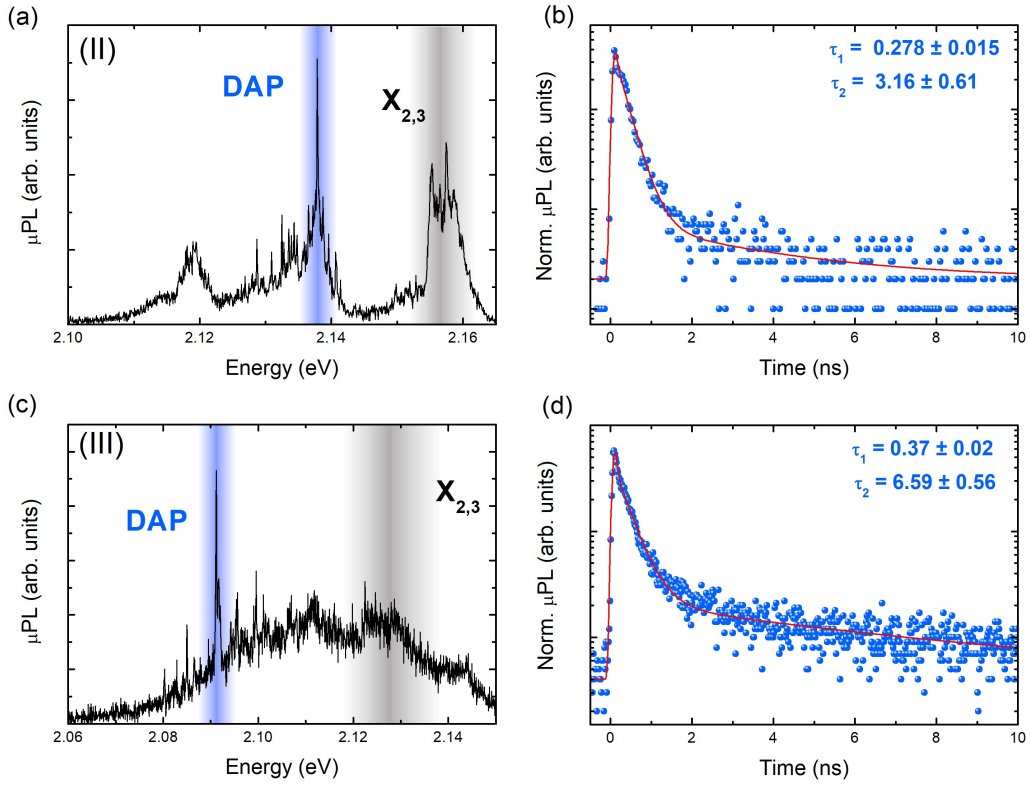 (a)
(II)
DAP
X2,3
µPL (arb. units)
2.10 2.12 2.14 2.16
Energy (eV)
(b)
τ1 = 0.278 ± 0.015
τ2 = 3.16 ± 0.61
Norm. µPL (arb. units)
0 2 4 6 8 10
Time (ns)
(c)
(III)
DAP
X2,3
µPL (arb. units)
2.06 2.08 2.10 2.12 2.14
Energy (eV)
(d)
τ1 = 0.37 ± 0.02
τ2 = 6.59 ± 0.56
Norm. µPL (arb. units)
0 2 4 6 8 10
Time (ns)